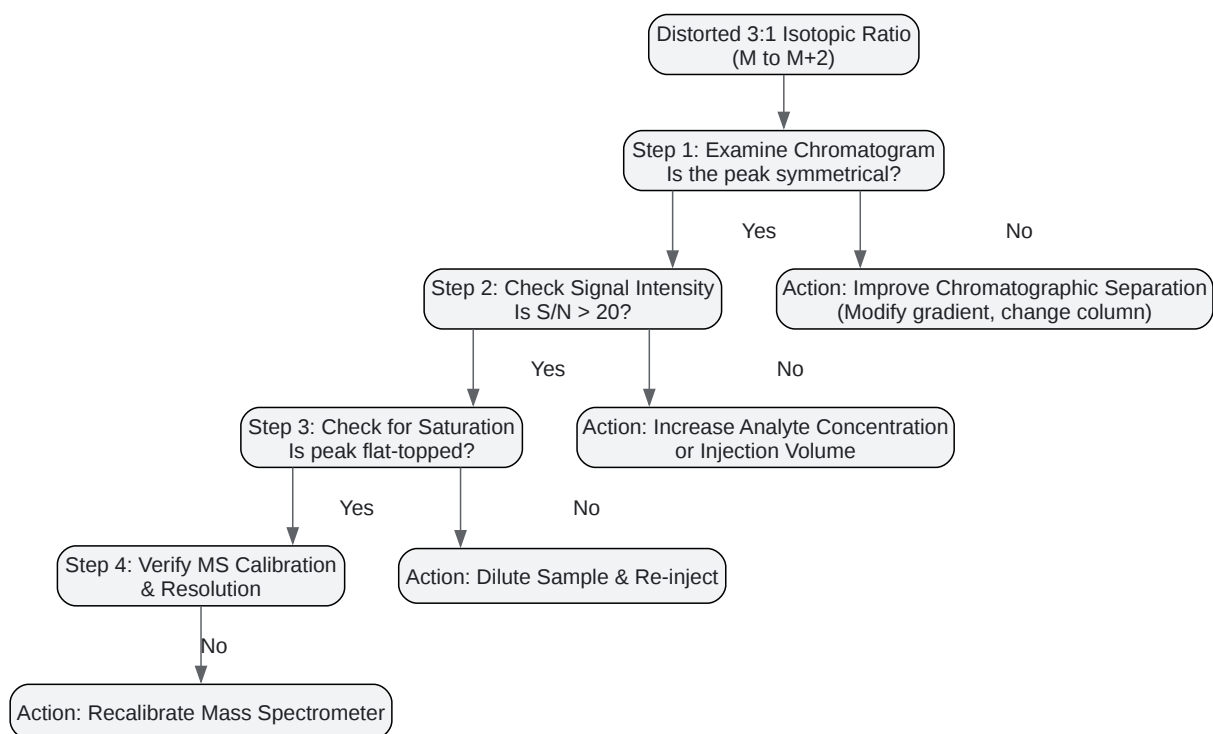 Distorted 3:1 Isotopic Ratio
(M to M+2)
Step 1: Examine Chromatogram
Is the peak symmetrical?
Yes
No
Step 2: Check Signal Intensity
Is S/N > 20?
Action: Improve Chromatographic Separation
(Modify gradient, change column)
Yes
No
Step 3: Check for Saturation
Is peak flat-topped?
Action: Increase Analyte Concentration
or Injection Volume
Yes
No
Step 4: Verify MS Calibration
& Resolution
Action: Dilute Sample & Re-inject
No
Action: Recalibrate Mass Spectrometer